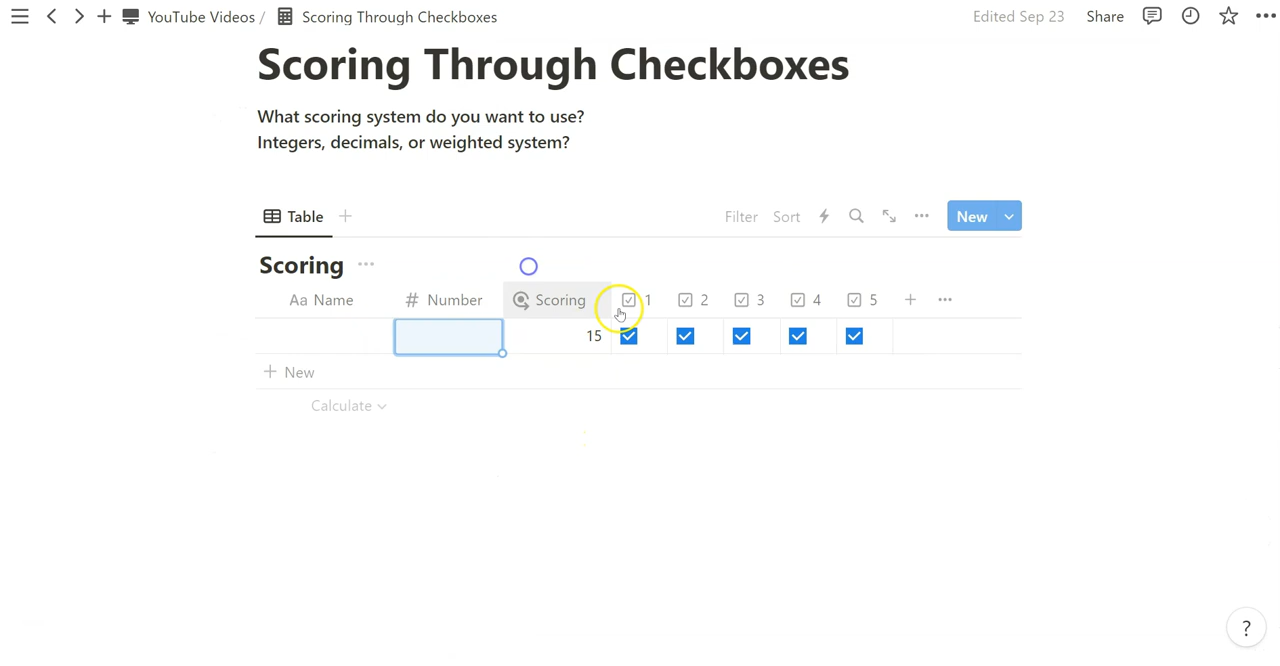 YouTube Videos / Scoring Through Checkboxes Edited Sep 23 Share
Scoring Through Checkboxes
What scoring system do you want to use?
Integers, decimals, or weighted system?
Table Filter Sort New
Scoring
Aa Name # Number Scoring 1 2 3 4 5
15
New
Calculate
?